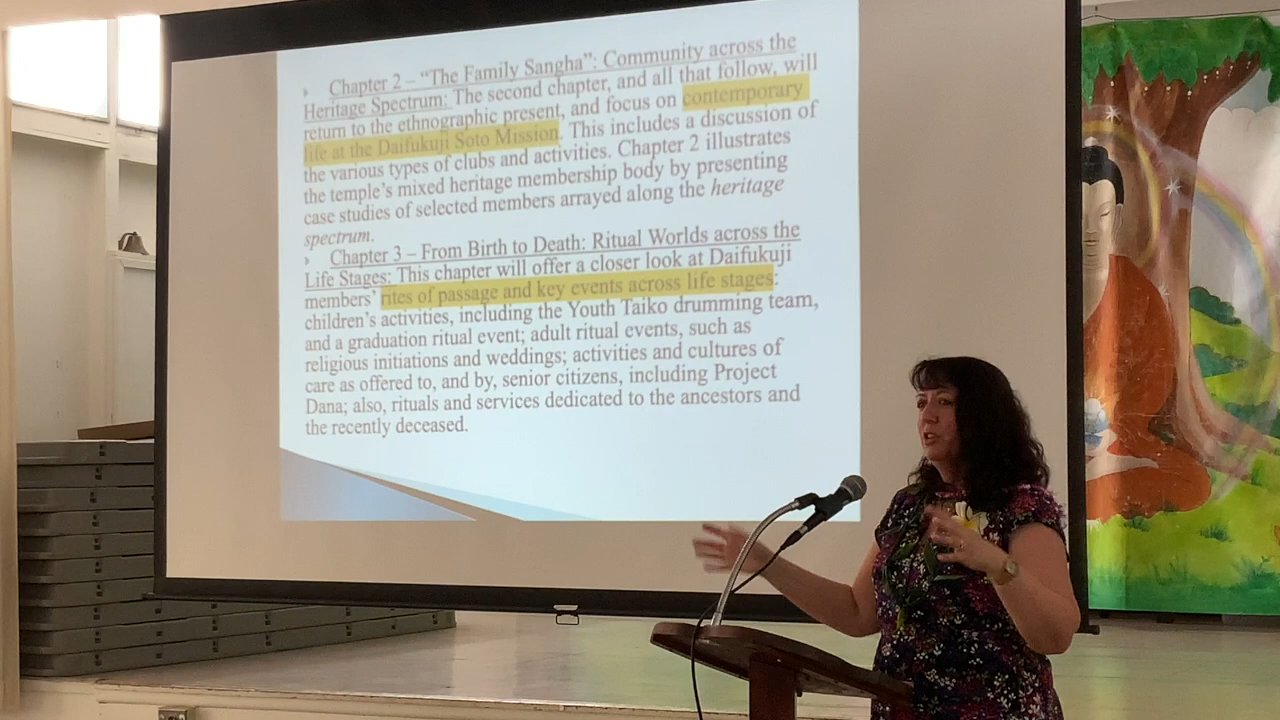 Chapter 2 – “The Family Sangha”: Community across the
Heritage Spectrum: The second chapter, and all that follow, will
return to the ethnographic present, and focus on contemporary
life at the Daifukuji Soto Mission. This includes a discussion of
the various types of clubs and activities. Chapter 2 illustrates
the temple’s mixed heritage membership body by presenting
case studies of selected members arrayed along the heritage
spectrum.
Chapter 3 – From Birth to Death: Ritual Worlds across the
Life Stages: This chapter will offer a closer look at Daifukuji
members’ rites of passage and key events across life stages:
children’s activities, including the Youth Taiko drumming team,
and a graduation ritual event; adult ritual events, such as
religious initiations and weddings; activities and cultures of
care as offered to, and by, senior citizens, including Project
Dana; also, rituals and services dedicated to the ancestors and
the recently deceased.